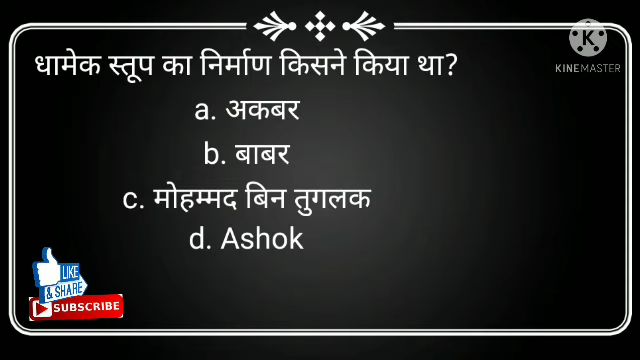 धामेक स्तूप का निर्माण किसने किया था?
a. अकबर
b. बाबर
c. मोहम्मद बिन तुगलक
d. Ashok
K
KINEMASTER
LIKE
& SHARE
SUBSCRIBE